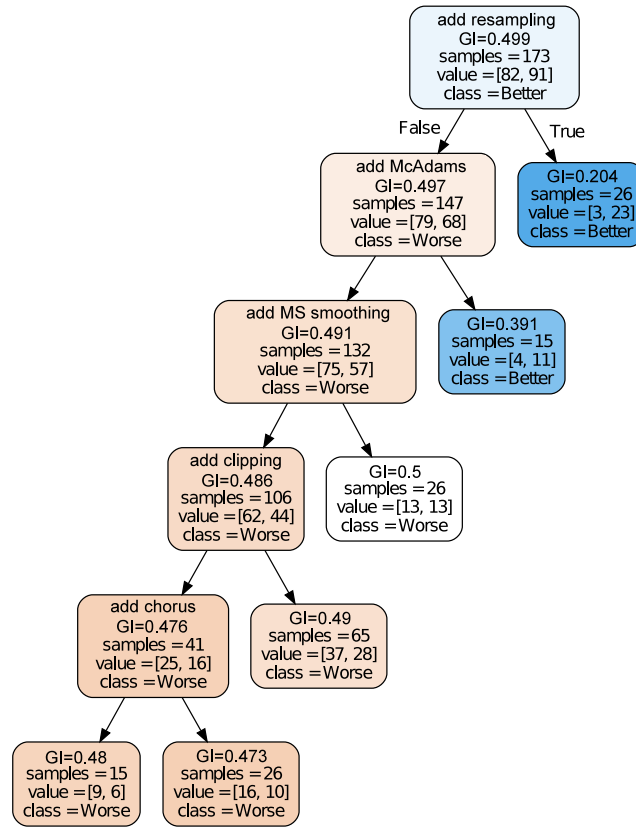 add resampling
GI=0.499
samples = 173
value = [82, 91]
class = Better
False
True
add McAdams
GI=0.497
samples = 147
value = [79, 68]
class = Worse
GI=0.204
samples = 26
value = [3, 23]
class = Better
add MS smoothing
GI=0.491
samples = 132
value = [75, 57]
class = Worse
GI=0.391
samples = 15
value = [4, 11]
class = Better
add clipping
GI=0.486
samples = 106
value = [62, 44]
class = Worse
GI=0.5
samples = 26
value = [13, 13]
class = Worse
add chorus
GI=0.476
samples = 41
value = [25, 16]
class = Worse
GI=0.49
samples = 65
value = [37, 28]
class = Worse
GI=0.48
samples = 15
value = [9, 6]
class = Worse
GI=0.473
samples = 26
value = [16, 10]
class = Worse